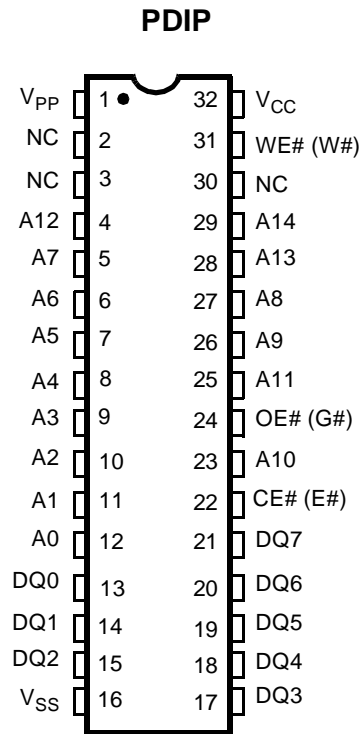 PDIP
VPP 1 32 VCC
NC 2 31 WE# (W#)
NC 3 30 NC
A12 4 29 A14
A7 5 28 A13
A6 6 27 A8
A5 7 26 A9
A4 8 25 A11
A3 9 24 OE# (G#)
A2 10 23 A10
A1 11 22 CE# (E#)
A0 12 21 DQ7
DQ0 13 20 DQ6
DQ1 14 19 DQ5
DQ2 15 18 DQ4
VSS 16 17 DQ3